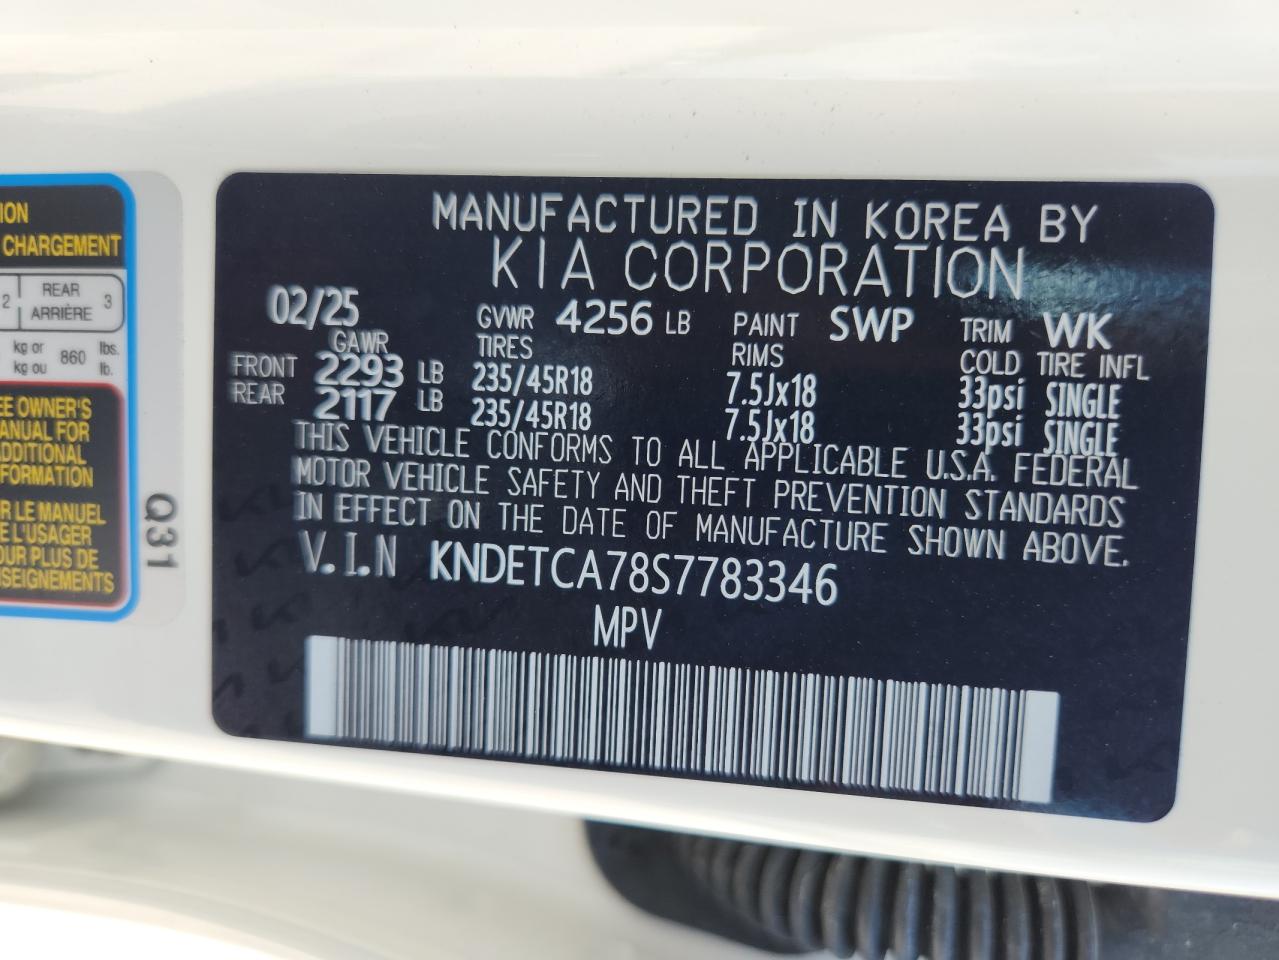 ION
CHARGEMENT
2 REAR ARRIÈRE 3
kg or kg ou 860 lbs. lb.
EE OWNER'S
ANUAL FOR
ADDITIONAL
FORMATION
R LE MANUEL
E L'USAGER
OUR PLUS DE
NSEIGNEMENTS
Q31
MANUFACTURED IN KOREA BY
KIA CORPORATION
02/25 GVWR 4256 LB PAINT SWP TRIM WK
GAWR TIRES RIMS COLD TIRE INFL
FRONT 2293 LB 235/45R18 7.5Jx18 33psi SINGLE
REAR 2117 LB 235/45R18 7.5Jx18 33psi SINGLE
THIS VEHICLE CONFORMS TO ALL APPLICABLE U.S.A. FEDERAL
MOTOR VEHICLE SAFETY AND THEFT PREVENTION STANDARDS
IN EFFECT ON THE DATE OF MANUFACTURE SHOWN ABOVE.
V.I.N KNDETCA78S7783346
MPV